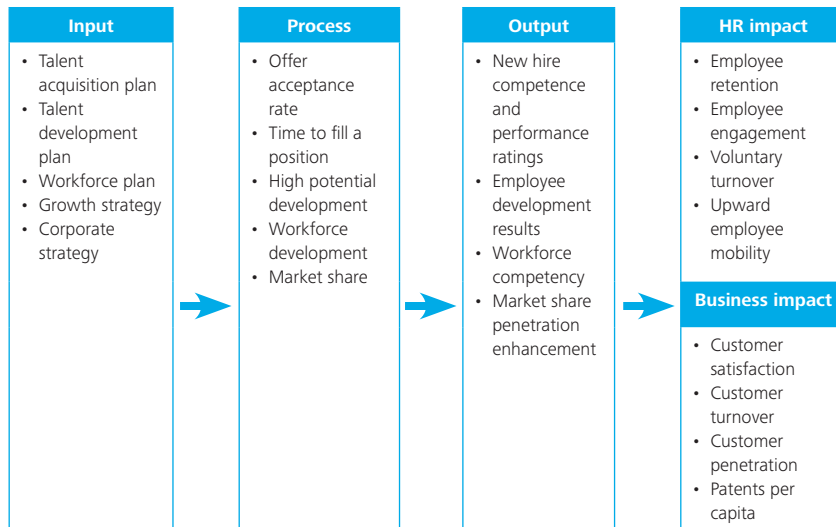 Input
• Talent
acquisition plan
• Talent
development
plan
• Workforce plan
• Growth strategy
• Corporate
strategy
Process
• Offer
acceptance
rate
• Time to fill a
position
• High potential
development
• Workforce
development
• Market share
Output
• New hire
competence
and
performance
ratings
• Employee
development
results
• Workforce
competency
• Market share
penetration
enhancement
HR impact
• Employee
retention
• Employee
engagement
• Voluntary
turnover
• Upward
employee
mobility
Business impact
• Customer
satisfaction
• Customer
turnover
• Customer
penetration
• Patents per
capita